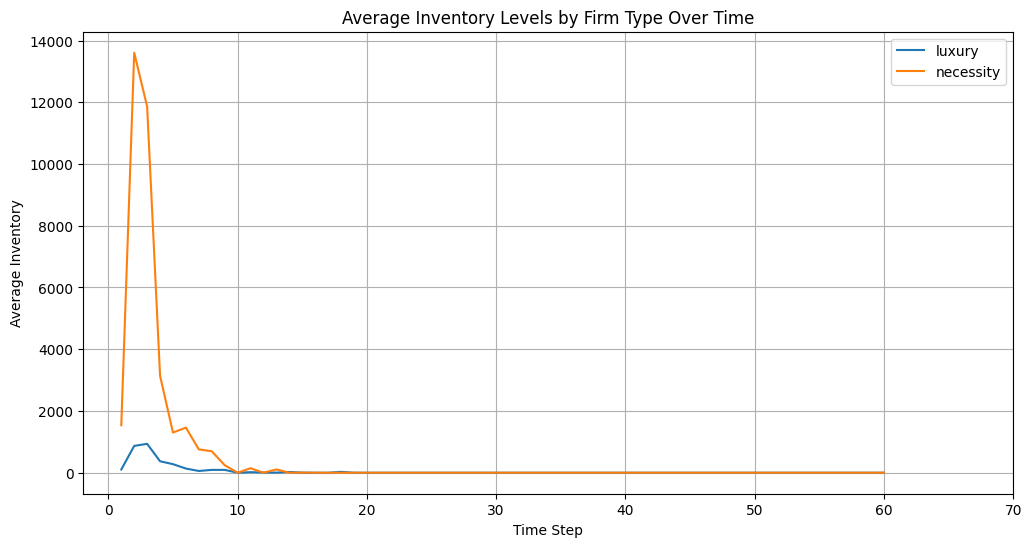 Average Inventory Levels by Firm Type Over Time
luxury
necessity
Average Inventory
14000
12000
10000
8000
6000
4000
2000
0
0 10 20 30 40 50 60 70
Time Step